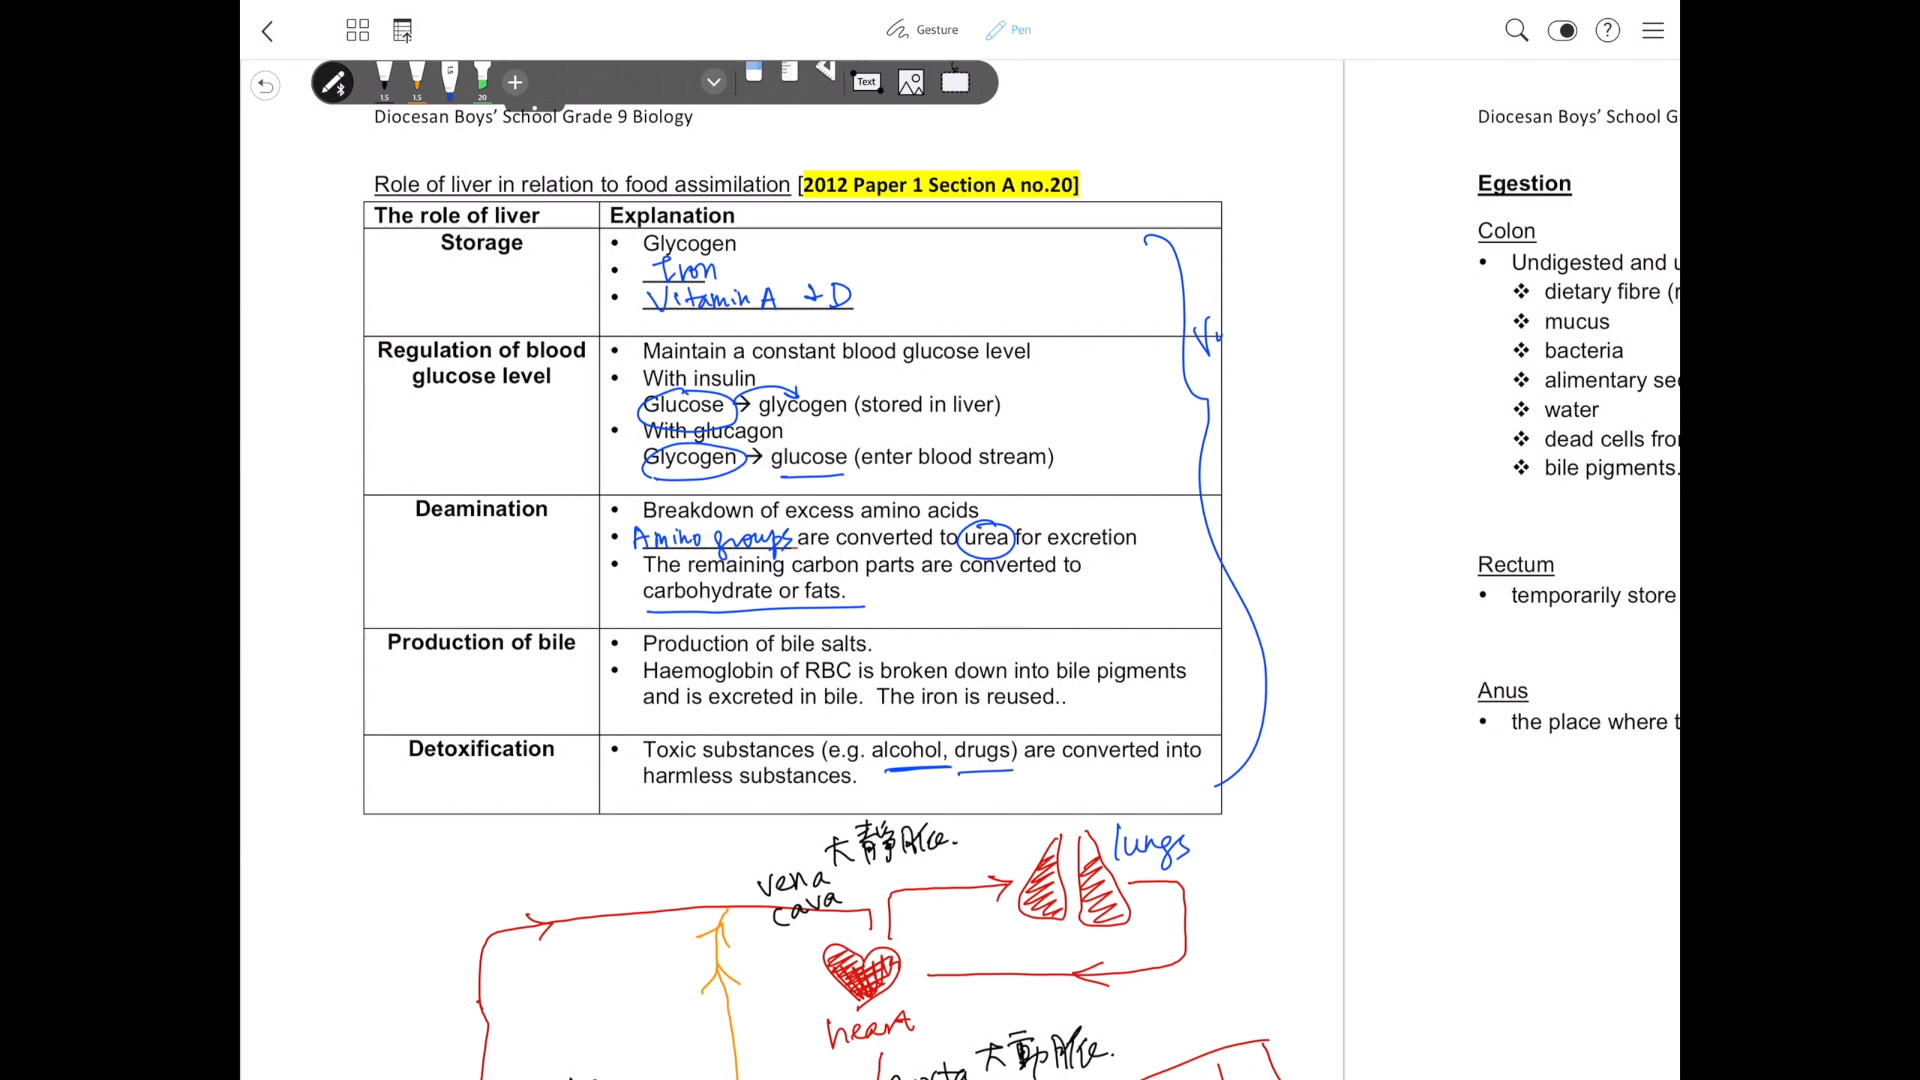 Gesture
Pen
1.5
1.5
1.5
20
Text
Diocesan Boys' School Grade 9 Biology
Role of liver in relation to food assimilation [2012 Paper 1 Section A no.20]
The role of liver Explanation
Storage
• Glycogen
• Iron
• Vitamin A + D
Regulation of blood
glucose level
• Maintain a constant blood glucose level
• With insulin
Glucose → glycogen (stored in liver)
• With glucagon
Glycogen → glucose (enter blood stream)
Deamination
• Breakdown of excess amino acids
• Amino groups are converted to urea for excretion
• The remaining carbon parts are converted to
carbohydrate or fats.
Production of bile
• Production of bile salts.
• Haemoglobin of RBC is broken down into bile pigments
and is excreted in bile. The iron is reused..
Detoxification
• Toxic substances (e.g. alcohol, drugs) are converted into
harmless substances.
大靜脈.
vena
cava
lungs
heart
大動脈.
Diocesan Boys' School G
Egestion
Colon
• Undigested and
❖ dietary fibre (
❖ mucus
❖ bacteria
❖ alimentary se
❖ water
❖ dead cells fro
❖ bile pigments.
Rectum
• temporarily store
Anus
• the place where t